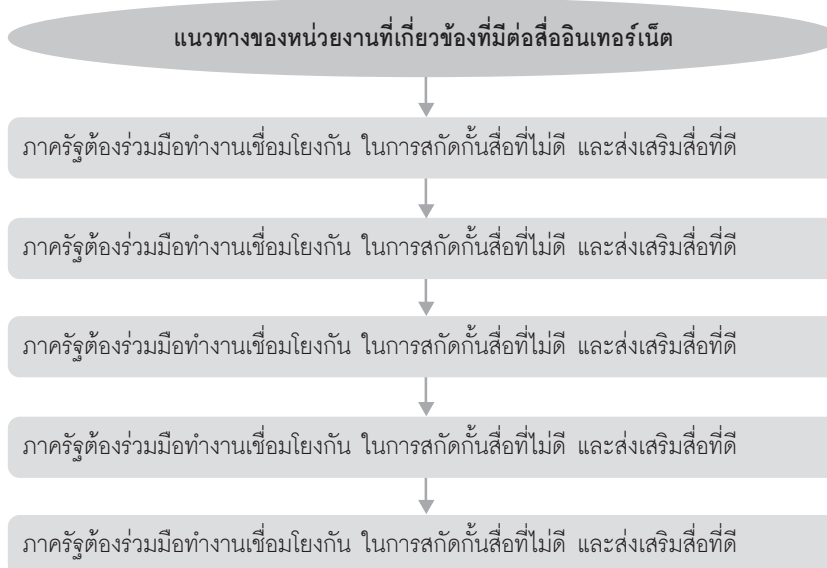 แนวทางของหน่วยงานที่เกี่ยวข้องที่มีต่อสื่ออินเทอร์เน็ต
ภาครัฐต้องร่วมมือทำงานเชื่อมโยงกัน ในการสกัดกั้นสื่อที่ไม่ดี และส่งเสริมสื่อที่ดี
ภาครัฐต้องร่วมมือทำงานเชื่อมโยงกัน ในการสกัดกั้นสื่อที่ไม่ดี และส่งเสริมสื่อที่ดี
ภาครัฐต้องร่วมมือทำงานเชื่อมโยงกัน ในการสกัดกั้นสื่อที่ไม่ดี และส่งเสริมสื่อที่ดี
ภาครัฐต้องร่วมมือทำงานเชื่อมโยงกัน ในการสกัดกั้นสื่อที่ไม่ดี และส่งเสริมสื่อที่ดี
ภาครัฐต้องร่วมมือทำงานเชื่อมโยงกัน ในการสกัดกั้นสื่อที่ไม่ดี และส่งเสริมสื่อที่ดี